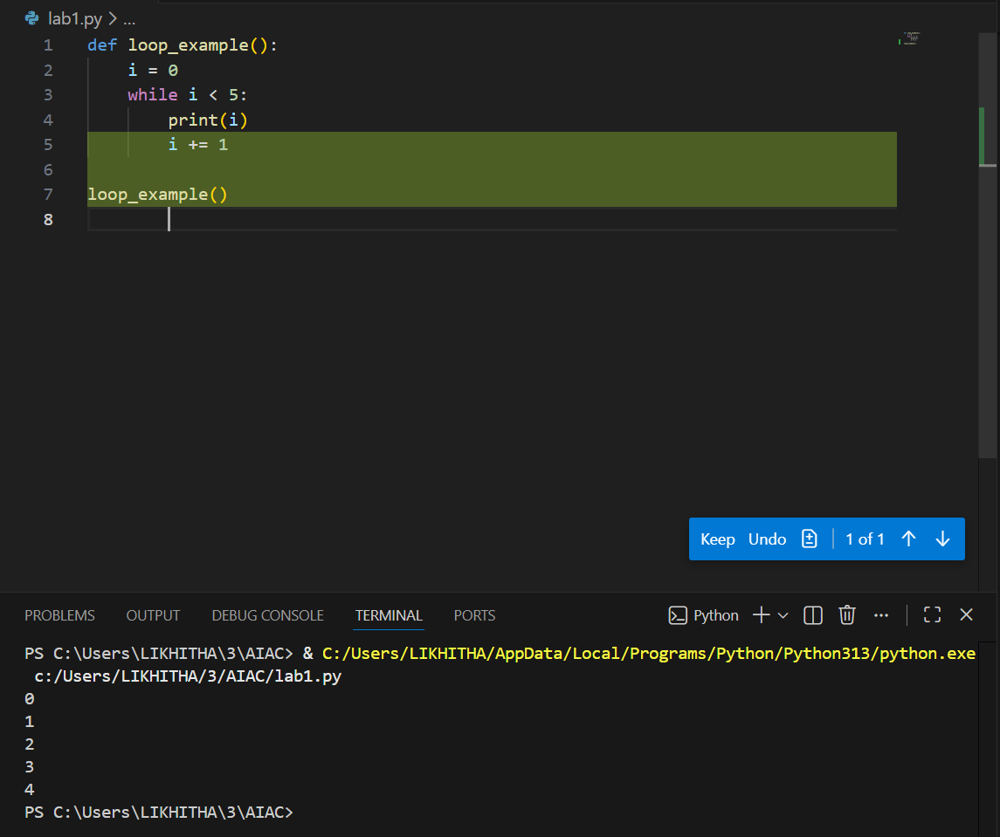 lab1.py > ...
1 def loop_example():
2     i = 0
3     while i < 5:
4         print(i)
5         i += 1
6
7 loop_example()
8
Keep Undo 1 of 1
PROBLEMS OUTPUT DEBUG CONSOLE TERMINAL PORTS Python
PS C:\Users\LIKHITHA\3\AIAC> & C:/Users/LIKHITHA/AppData/Local/Programs/Python/Python313/python.exe
 c:/Users/LIKHITHA/3/AIAC/lab1.py
0
1
2
3
4
PS C:\Users\LIKHITHA\3\AIAC>